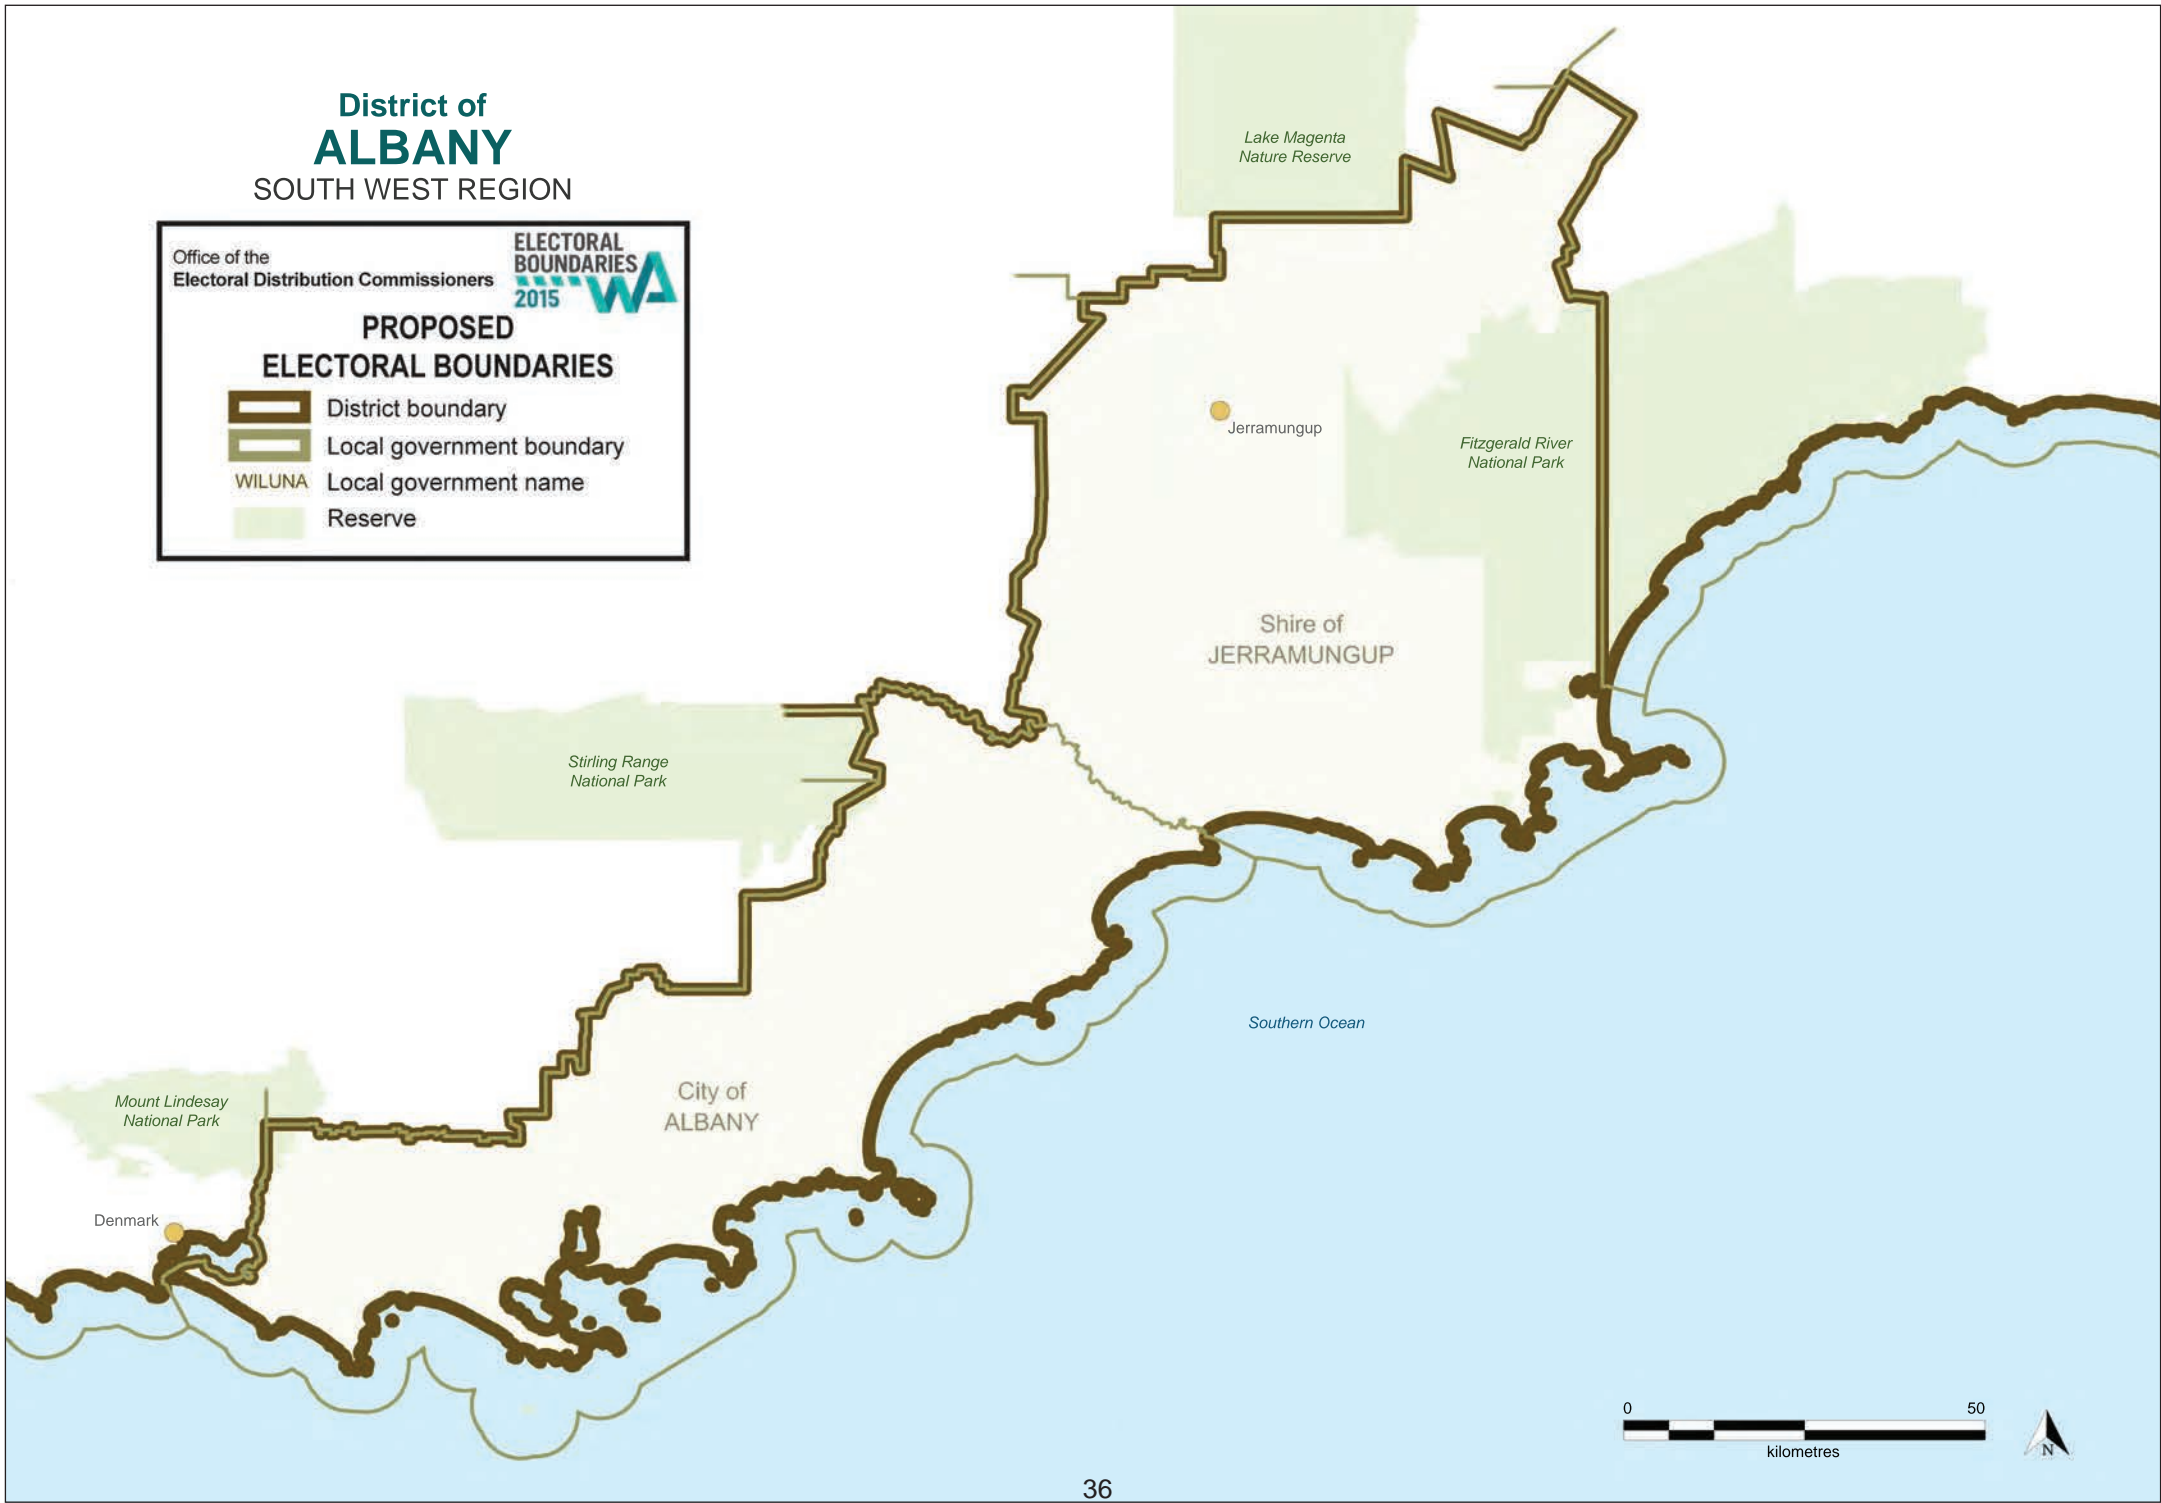 District of
ALBANY
SOUTH WEST REGION
Office of the
Electoral Distribution Commissioners
ELECTORAL
BOUNDARIES
2015 WA
PROPOSED
ELECTORAL BOUNDARIES
District boundary
Local government boundary
WILUNA Local government name
Reserve
Lake Magenta
Nature Reserve
Jerramungup
Fitzgerald River
National Park
Shire of
JERRAMUNGUP
Stirling Range
National Park
Southern Ocean
City of
ALBANY
Mount Lindesay
National Park
Denmark
0 50
kilometres
N
36